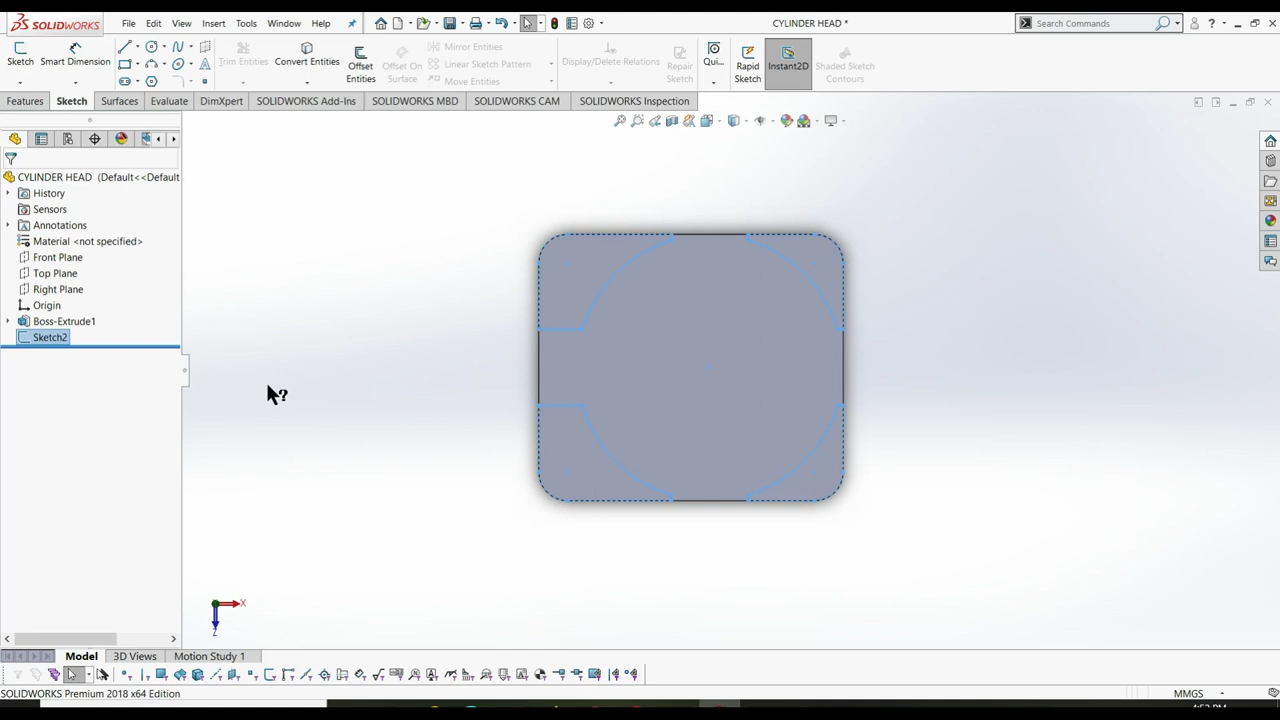 SOLIDWORKS File Edit View Insert Tools Window Help CYLINDER HEAD * Search Commands
Sketch Smart Dimension Trim Entities Convert Entities Offset Entities Offset On Surface Mirror Entities Linear Sketch Pattern Move Entities Display/Delete Relations Repair Sketch Qui... Rapid Sketch Instant2D Shaded Sketch Contours
Features Sketch Surfaces Evaluate DimXpert SOLIDWORKS Add-Ins SOLIDWORKS MBD SOLIDWORKS CAM SOLIDWORKS Inspection
CYLINDER HEAD (Default<<Default
History
Sensors
Annotations
Material <not specified>
Front Plane
Top Plane
Right Plane
Origin
Boss-Extrude1
Sketch2
X
Z
Model 3D Views Motion Study 1
SOLIDWORKS Premium 2018 x64 Edition MMGS